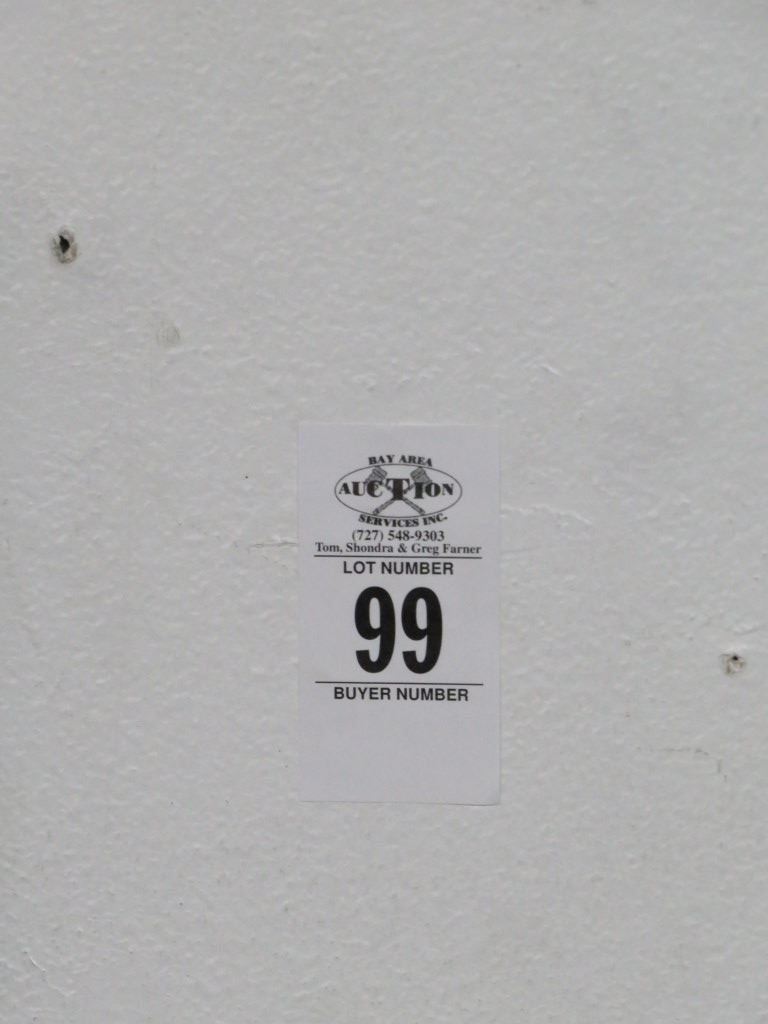 BAY AREA
AUCTION
SERVICES INC.
(727) 548-9303
Tom, Shondra & Greg Farner
LOT NUMBER
99
BUYER NUMBER